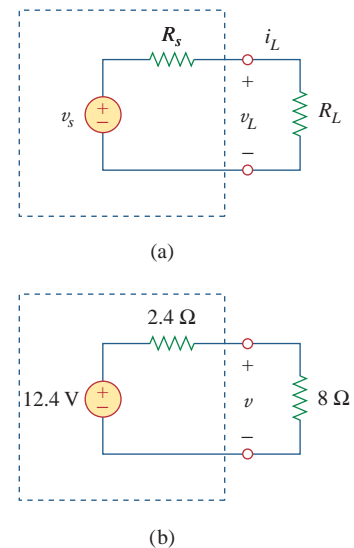 R_s i_L
+
v_s + − v_L R_L
−
(a)
2.4 Ω
+
12.4 V + − v 8 Ω
−
(b)